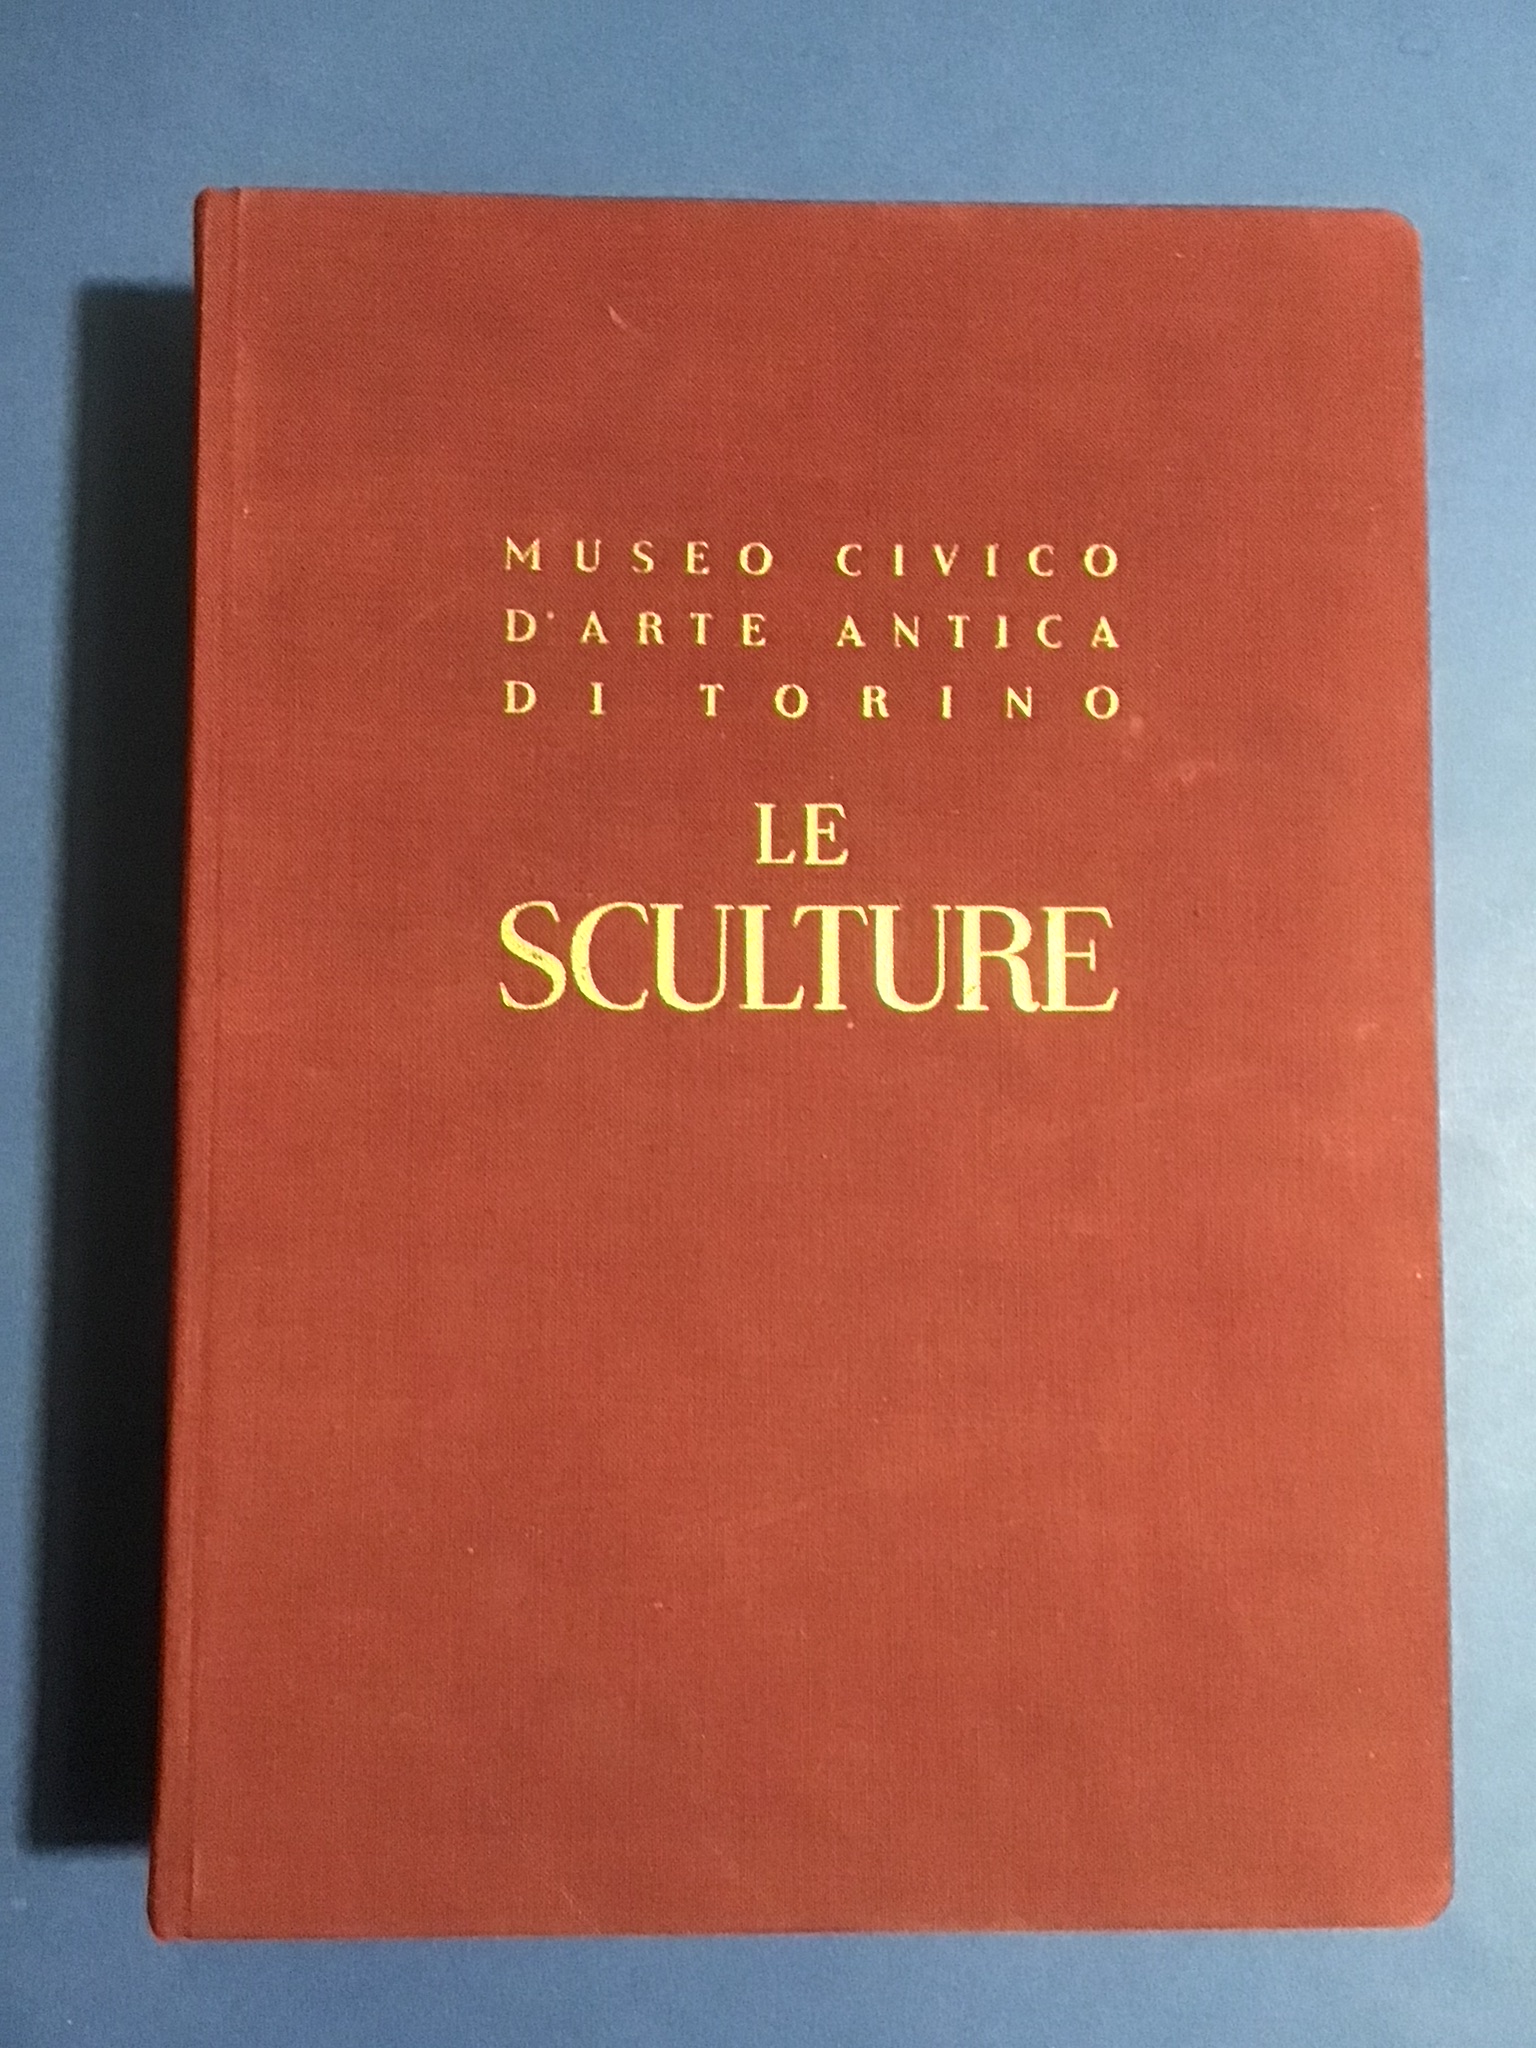 MUSEO CIVICO
D'ARTE ANTICA
DI TORINO
LE
SCULTURE